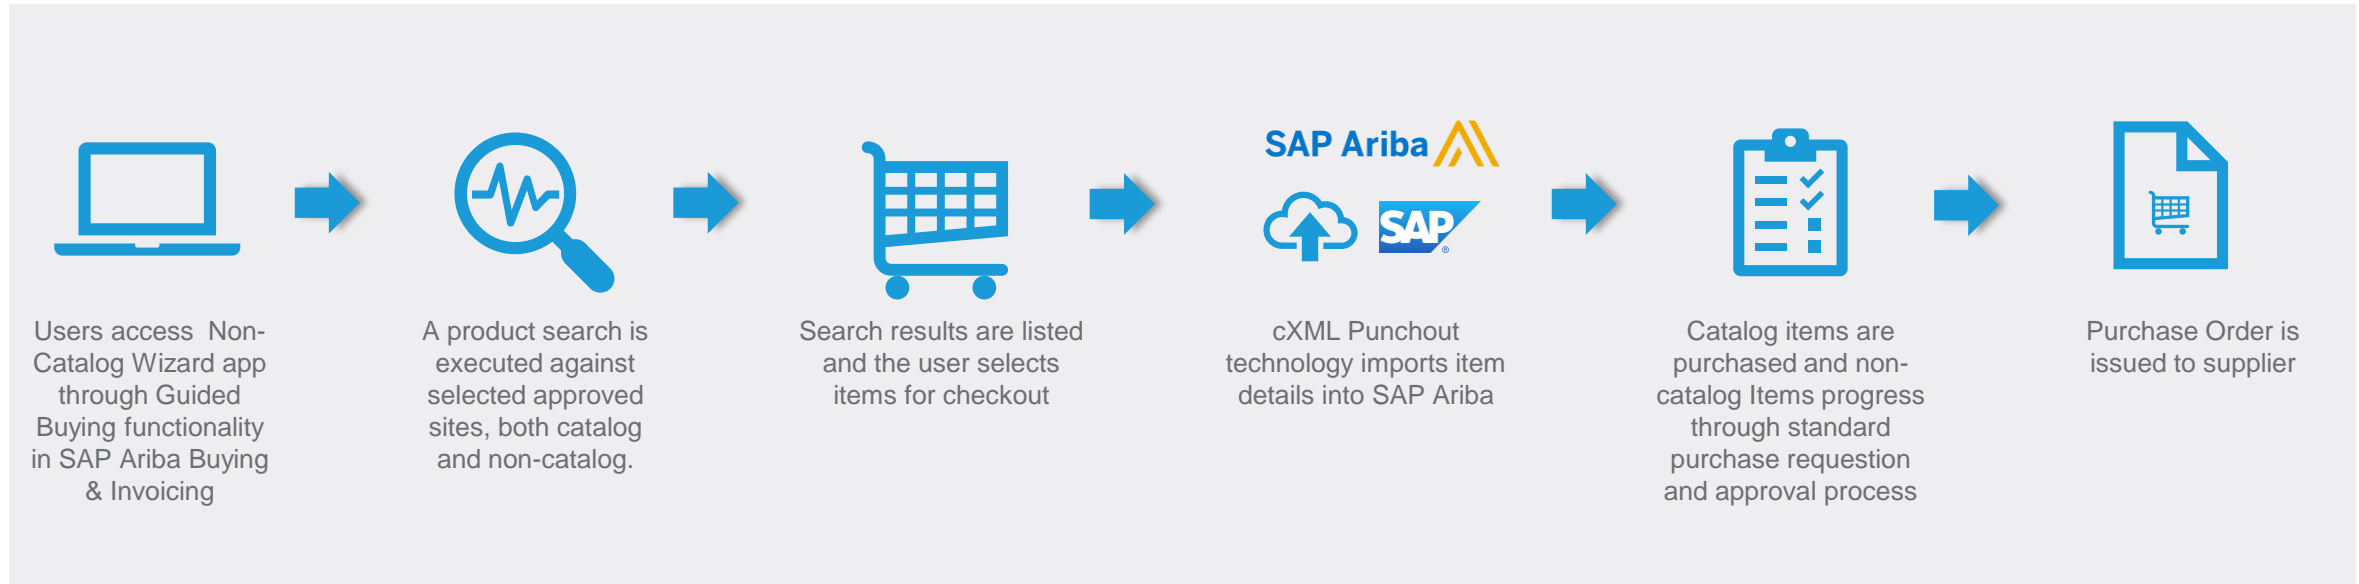 Users access  Non-
Catalog Wizard app
through Guided
Buying functionality
in SAP Ariba Buying
& Invoicing
A product search is
executed against
selected approved
sites, both catalog
and non-catalog.
Search results are listed
and the user selects
items for checkout
SAP Ariba
SAP®
cXML Punchout
technology imports item
details into SAP Ariba
Catalog items are
purchased and non-
catalog Items progress
through standard
purchase requestion
and approval process
Purchase Order is
issued to supplier